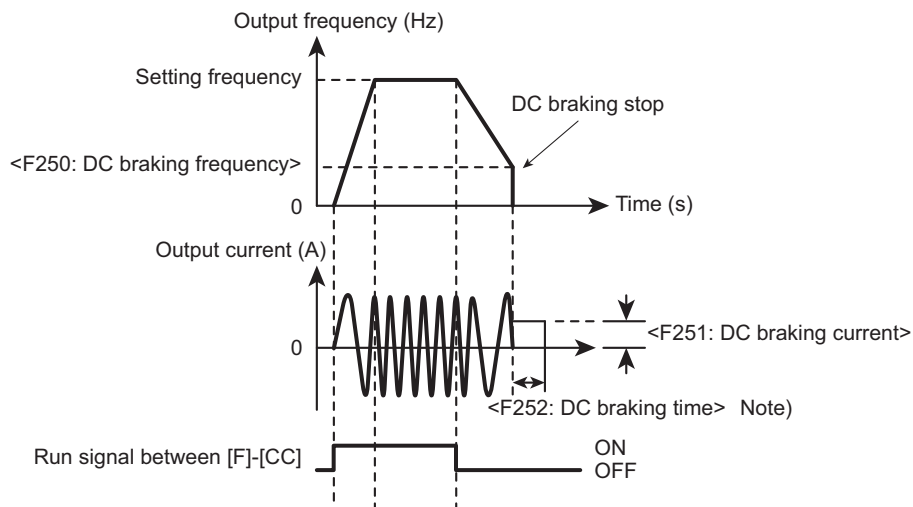 Output frequency (Hz)
Setting frequency
DC braking stop
<F250: DC braking frequency>
0
Time (s)
Output current (A)
<F251: DC braking current>
0
<F252: DC braking time> Note)
Run signal between [F]-[CC]
ON
OFF